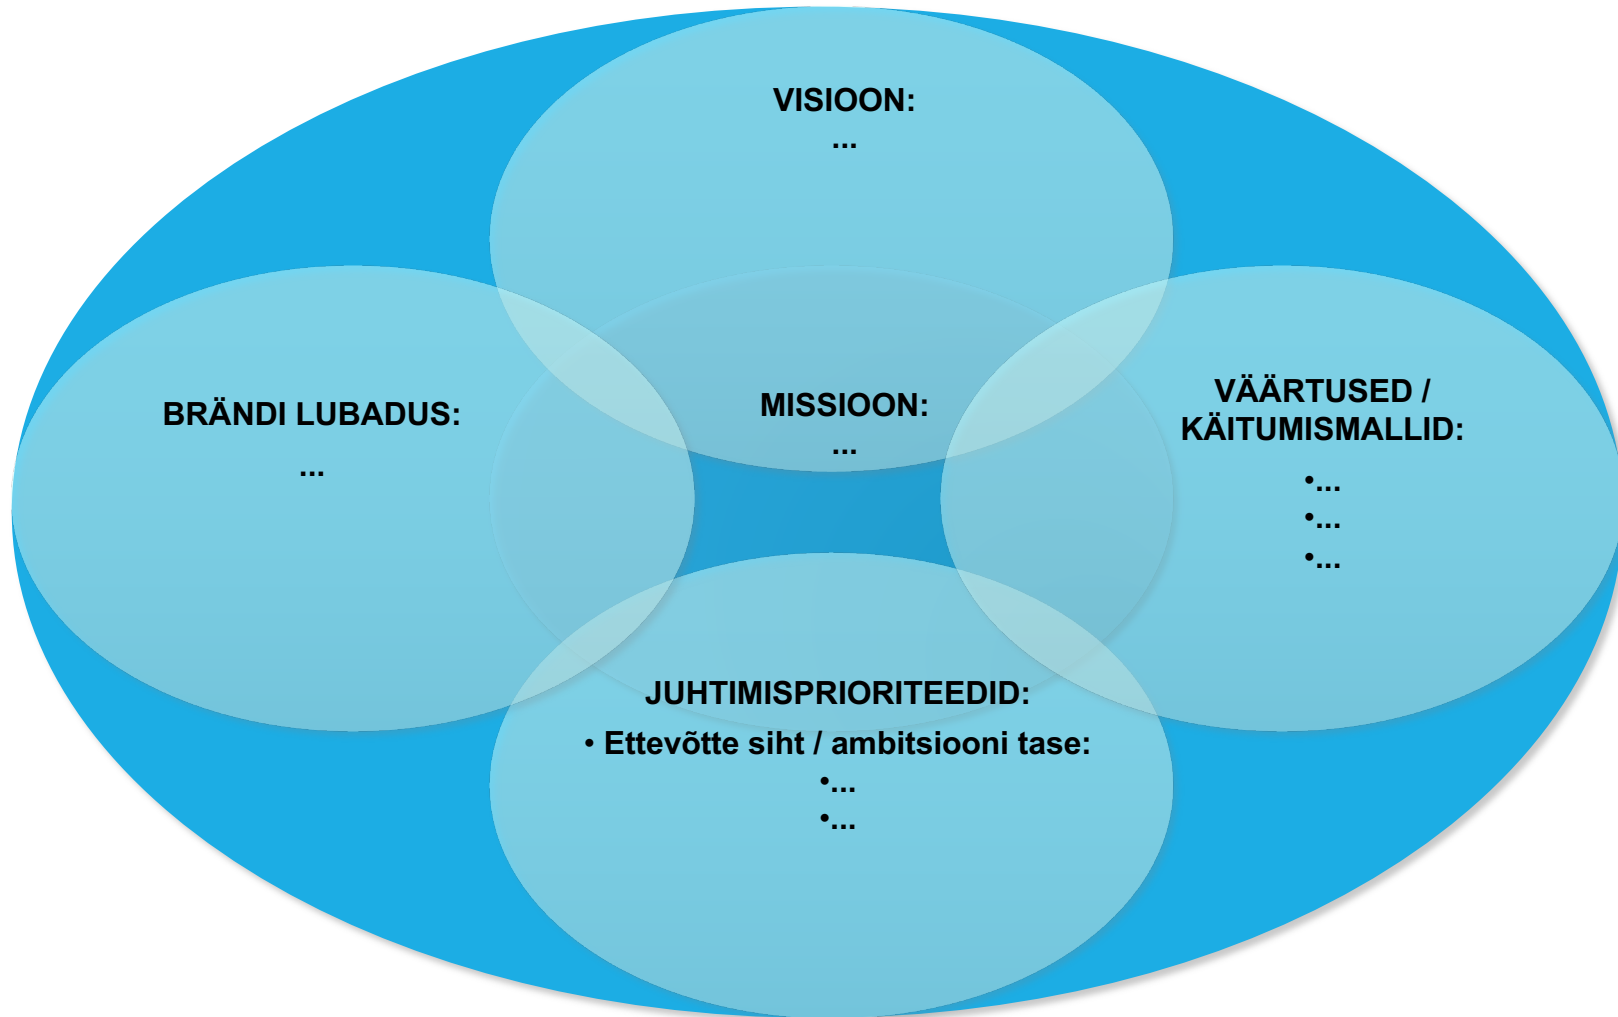 VISIOON:
...
BRÄNDI LUBADUS:
...
MISSIOON:
...
VÄÄRTUSED /
KÄITUMISMALLID:
•...
•...
•...
JUHTIMISPRIORITEEDID:
• Ettevõtte siht / ambitsiooni tase:
•...
•...